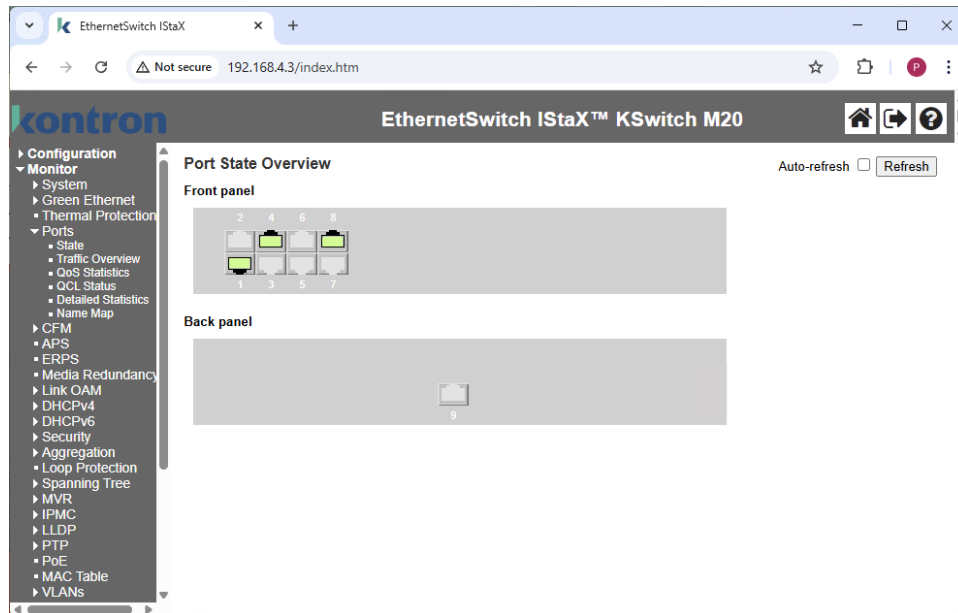 EthernetSwitch IStaX
Not secure 192.168.4.3/index.htm
P
kontron
EthernetSwitch IStaX™ KSwitch M20
Configuration
Monitor
System
Green Ethernet
Thermal Protection
Ports
State
Traffic Overview
QoS Statistics
QCL Status
Detailed Statistics
Name Map
CFM
APS
ERPS
Media Redundancy
Link OAM
DHCPv4
DHCPv6
Security
Aggregation
Loop Protection
Spanning Tree
MVR
IPMC
LLDP
PTP
PoE
MAC Table
VLANs
Port State Overview
Auto-refresh Refresh
Front panel
2 4 6 8
1 3 5 7
Back panel
9